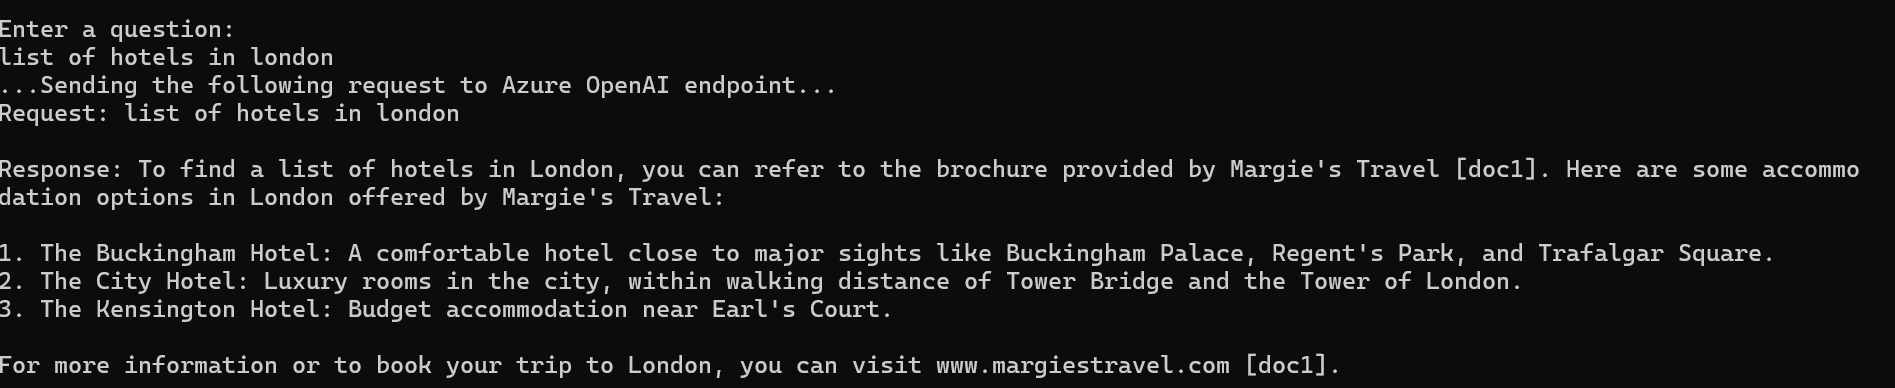 Enter a question:
list of hotels in london
...Sending the following request to Azure OpenAI endpoint...
Request: list of hotels in london
Response: To find a list of hotels in London, you can refer to the brochure provided by Margie's Travel [doc1]. Here are some accommo
dation options in London offered by Margie's Travel:
1. The Buckingham Hotel: A comfortable hotel close to major sights like Buckingham Palace, Regent's Park, and Trafalgar Square.
2. The City Hotel: Luxury rooms in the city, within walking distance of Tower Bridge and the Tower of London.
3. The Kensington Hotel: Budget accommodation near Earl's Court.
For more information or to book your trip to London, you can visit www.margiestravel.com [doc1].